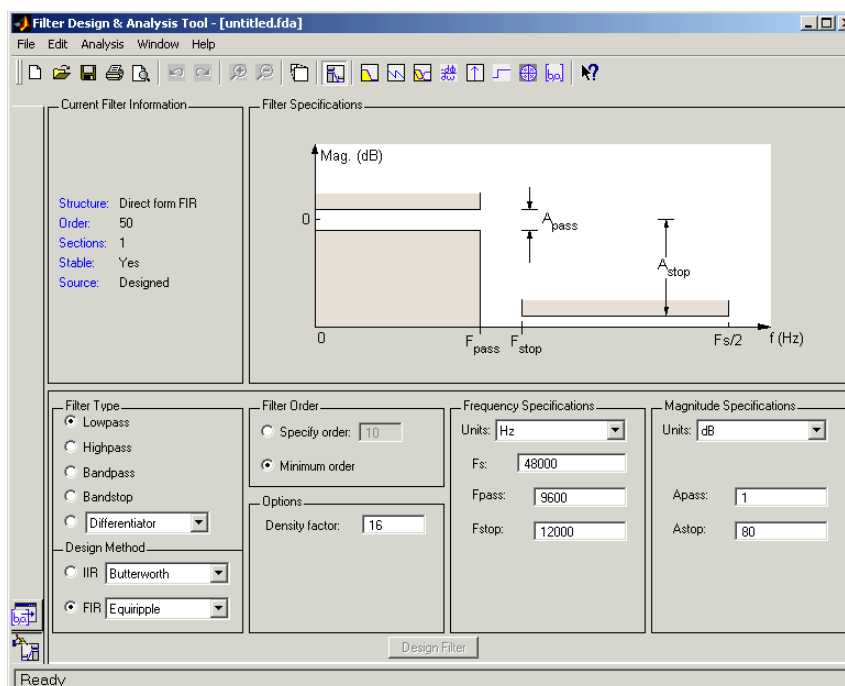 Filter Design & Analysis Tool - [untitled.fda]
File Edit Analysis Window Help
Current Filter Information
Structure: Direct form FIR
Order: 50
Sections: 1
Stable: Yes
Source: Designed
Filter Specifications
Mag. (dB)
0
Apass
Astop
0
Fpass
Fstop
Fs/2
f (Hz)
Filter Type
Lowpass
Highpass
Bandpass
Bandstop
Differentiator
Design Method
IIR Butterworth
FIR Equiripple
Filter Order
Specify order: 10
Minimum order
Options
Density factor: 16
Frequency Specifications
Units: Hz
Fs: 48000
Fpass: 9600
Fstop: 12000
Magnitude Specifications
Units: dB
Apass: 1
Astop: 80
Design Filter
Ready